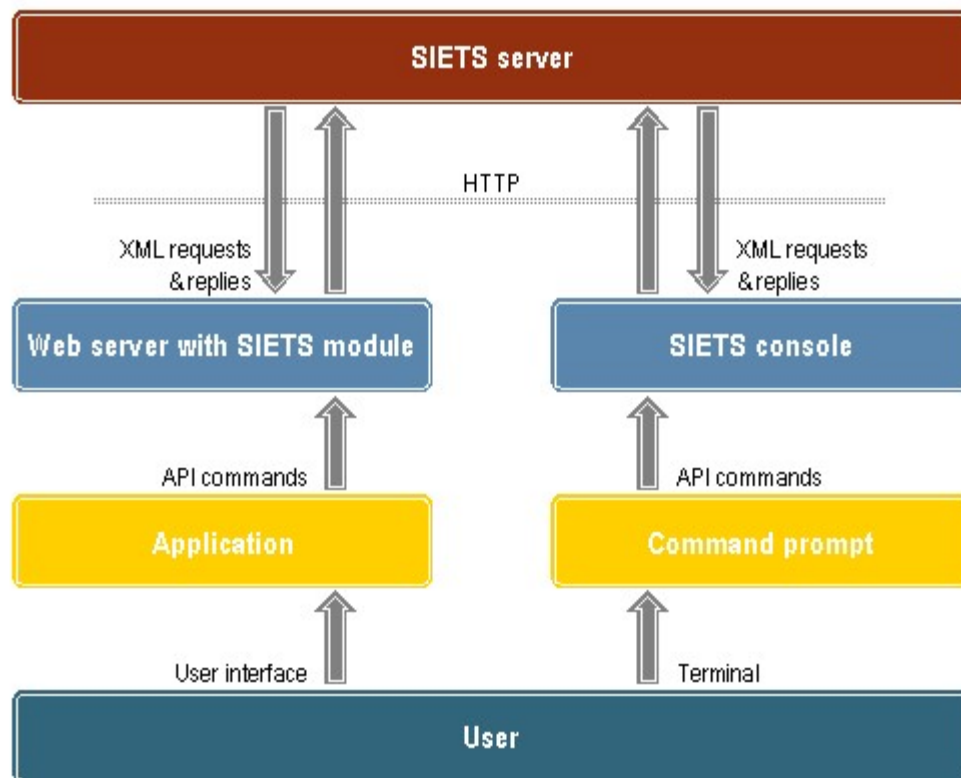 SIETS server
HTTP
XML requests
& replies
XML requests
& replies
Web server with SIETS module
SIETS console
API commands
API commands
Application
Command prompt
User interface
Terminal
User